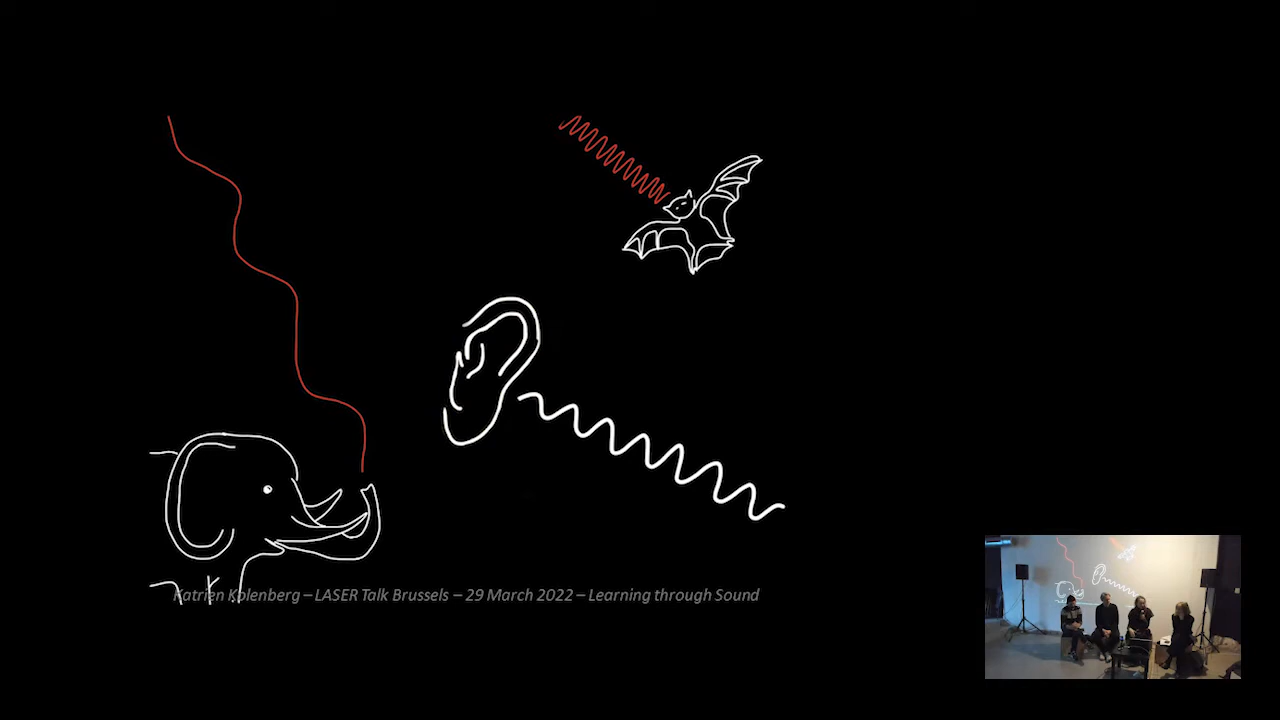 Katrien Kolenberg – LASER Talk Brussels – 29 March 2022 – Learning through Sound